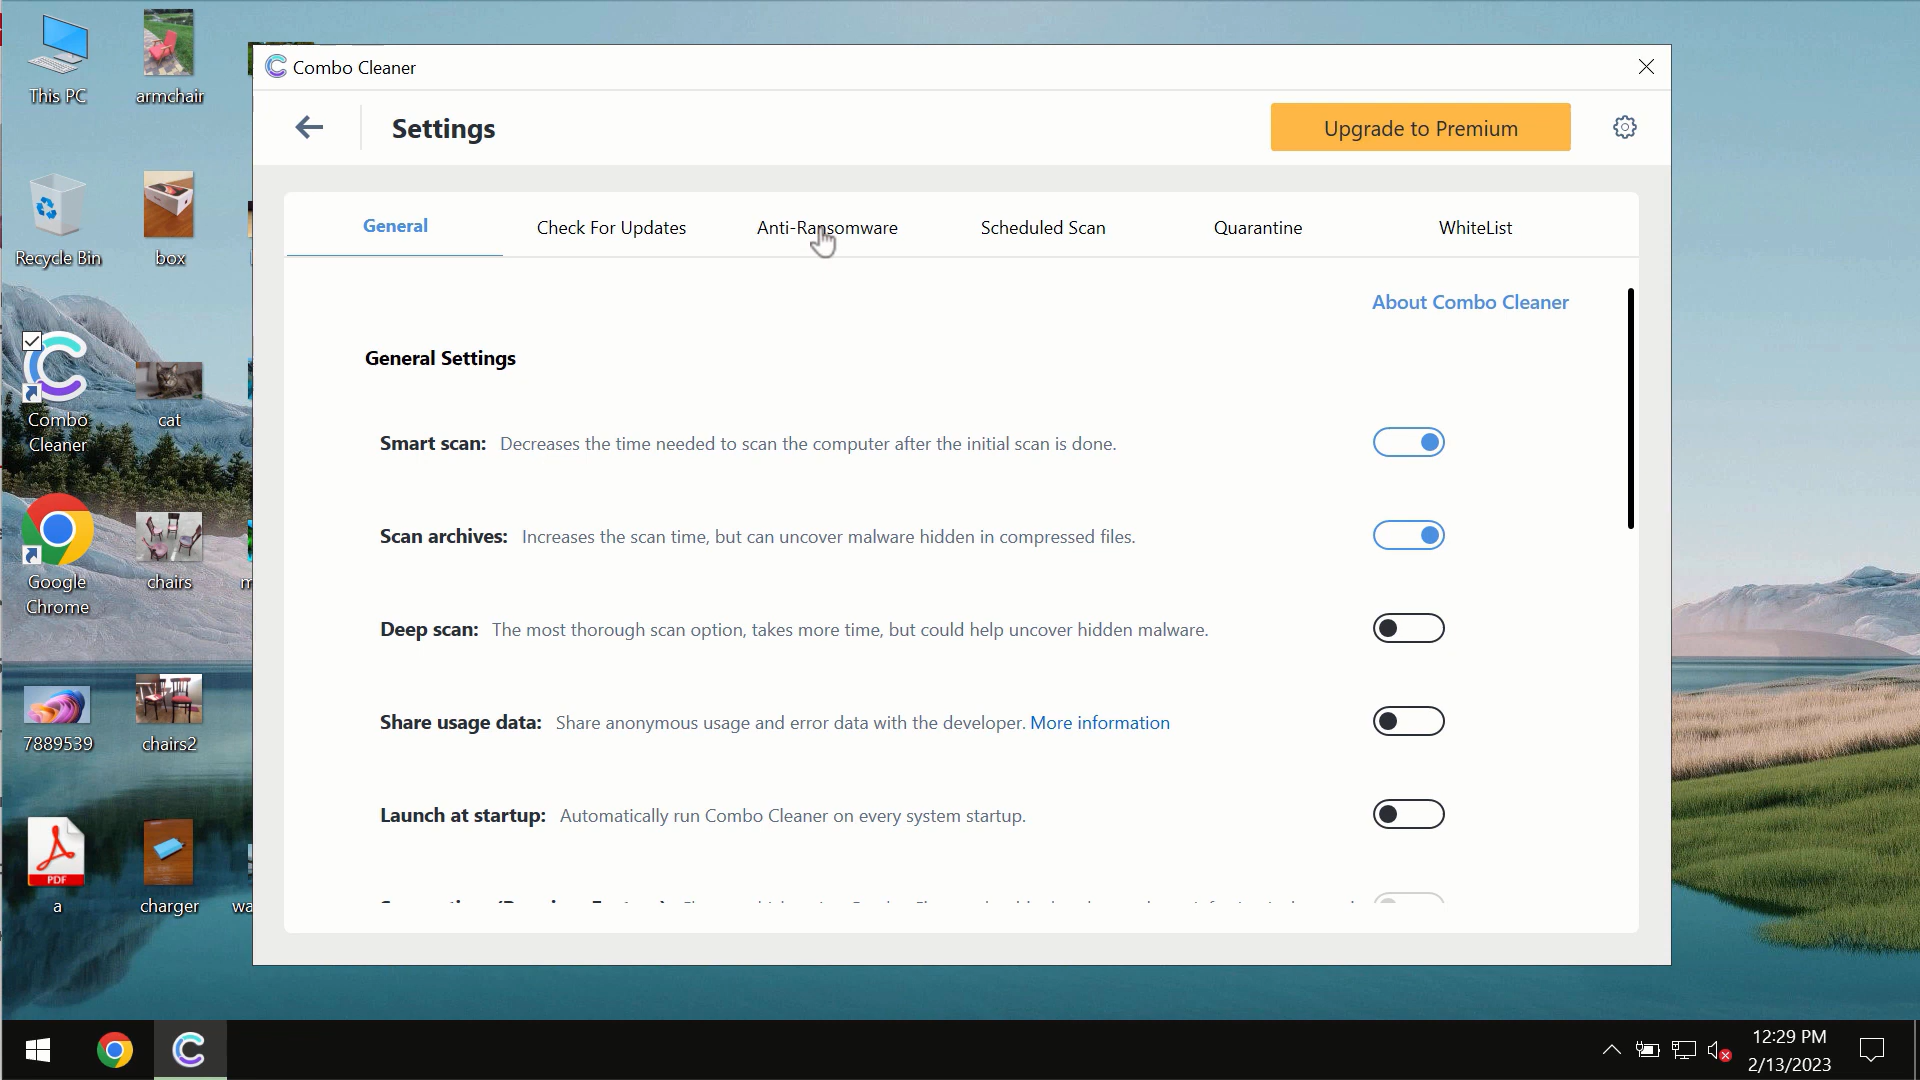 This PC
armchair
Recycle Bin
box
Combo
Cleaner
cat
Google
Chrome
chairs
7889539
chairs2
PDF
a
charger
Combo Cleaner
Settings
Upgrade to Premium
General
Check For Updates
Anti-Ransomware
Scheduled Scan
Quarantine
WhiteList
About Combo Cleaner
General Settings
Smart scan: Decreases the time needed to scan the computer after the initial scan is done.
Scan archives: Increases the scan time, but can uncover malware hidden in compressed files.
Deep scan: The most thorough scan option, takes more time, but could help uncover hidden malware.
Share usage data: Share anonymous usage and error data with the developer. More information
Launch at startup: Automatically run Combo Cleaner on every system startup.
12:29 PM
2/13/2023